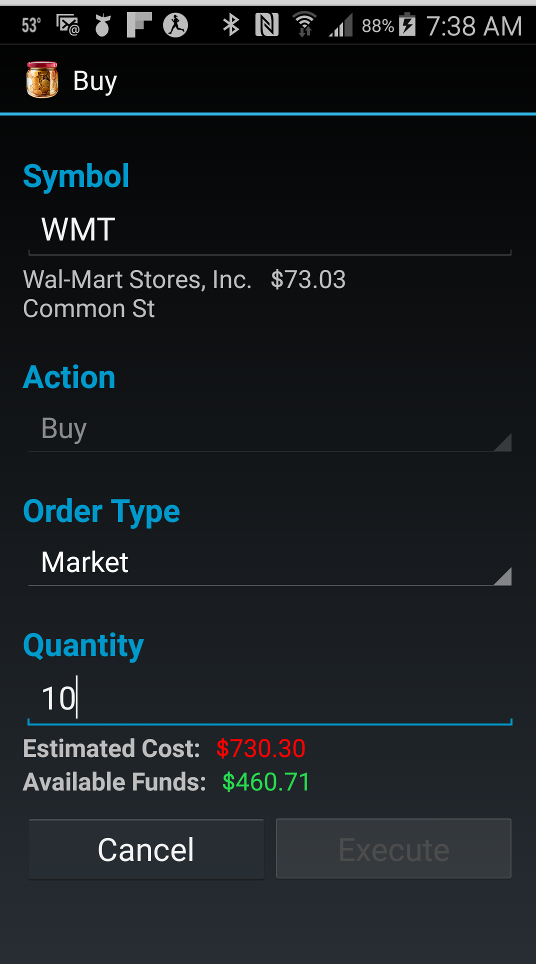 53° 88% 7:38 AM
Buy
Symbol
WMT
Wal-Mart Stores, Inc. $73.03
Common St
Action
Buy
Order Type
Market
Quantity
10
Estimated Cost: $730.30
Available Funds: $460.71
Cancel Execute